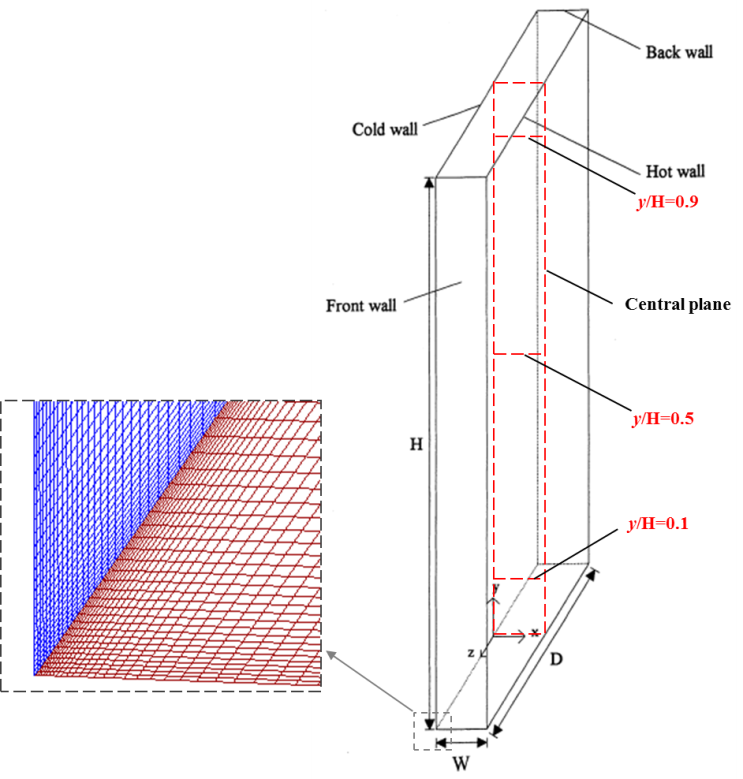 Back wall
Cold wall
Hot wall
y/H=0.9
Front wall
Central plane
y/H=0.5
H
y/H=0.1
y
x
z
D
W